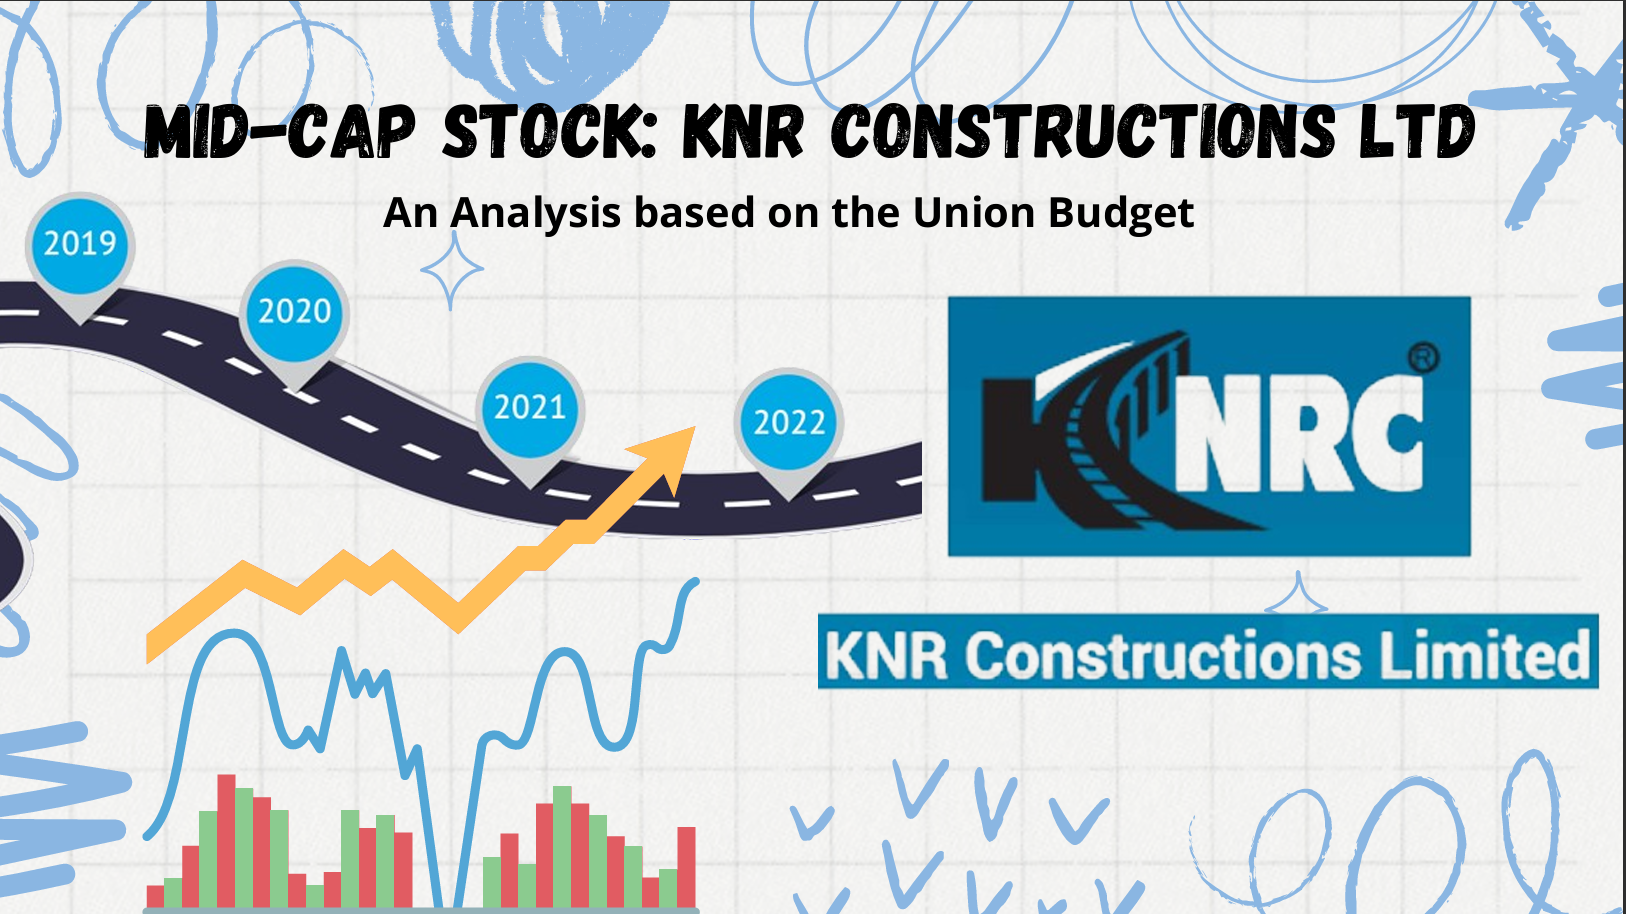 MID-CAP STOCK: KNR CONSTRUCTIONS LTD
An Analysis based on the Union Budget
2019
2020
2021
2022
KNRC®
KNR Constructions Limited